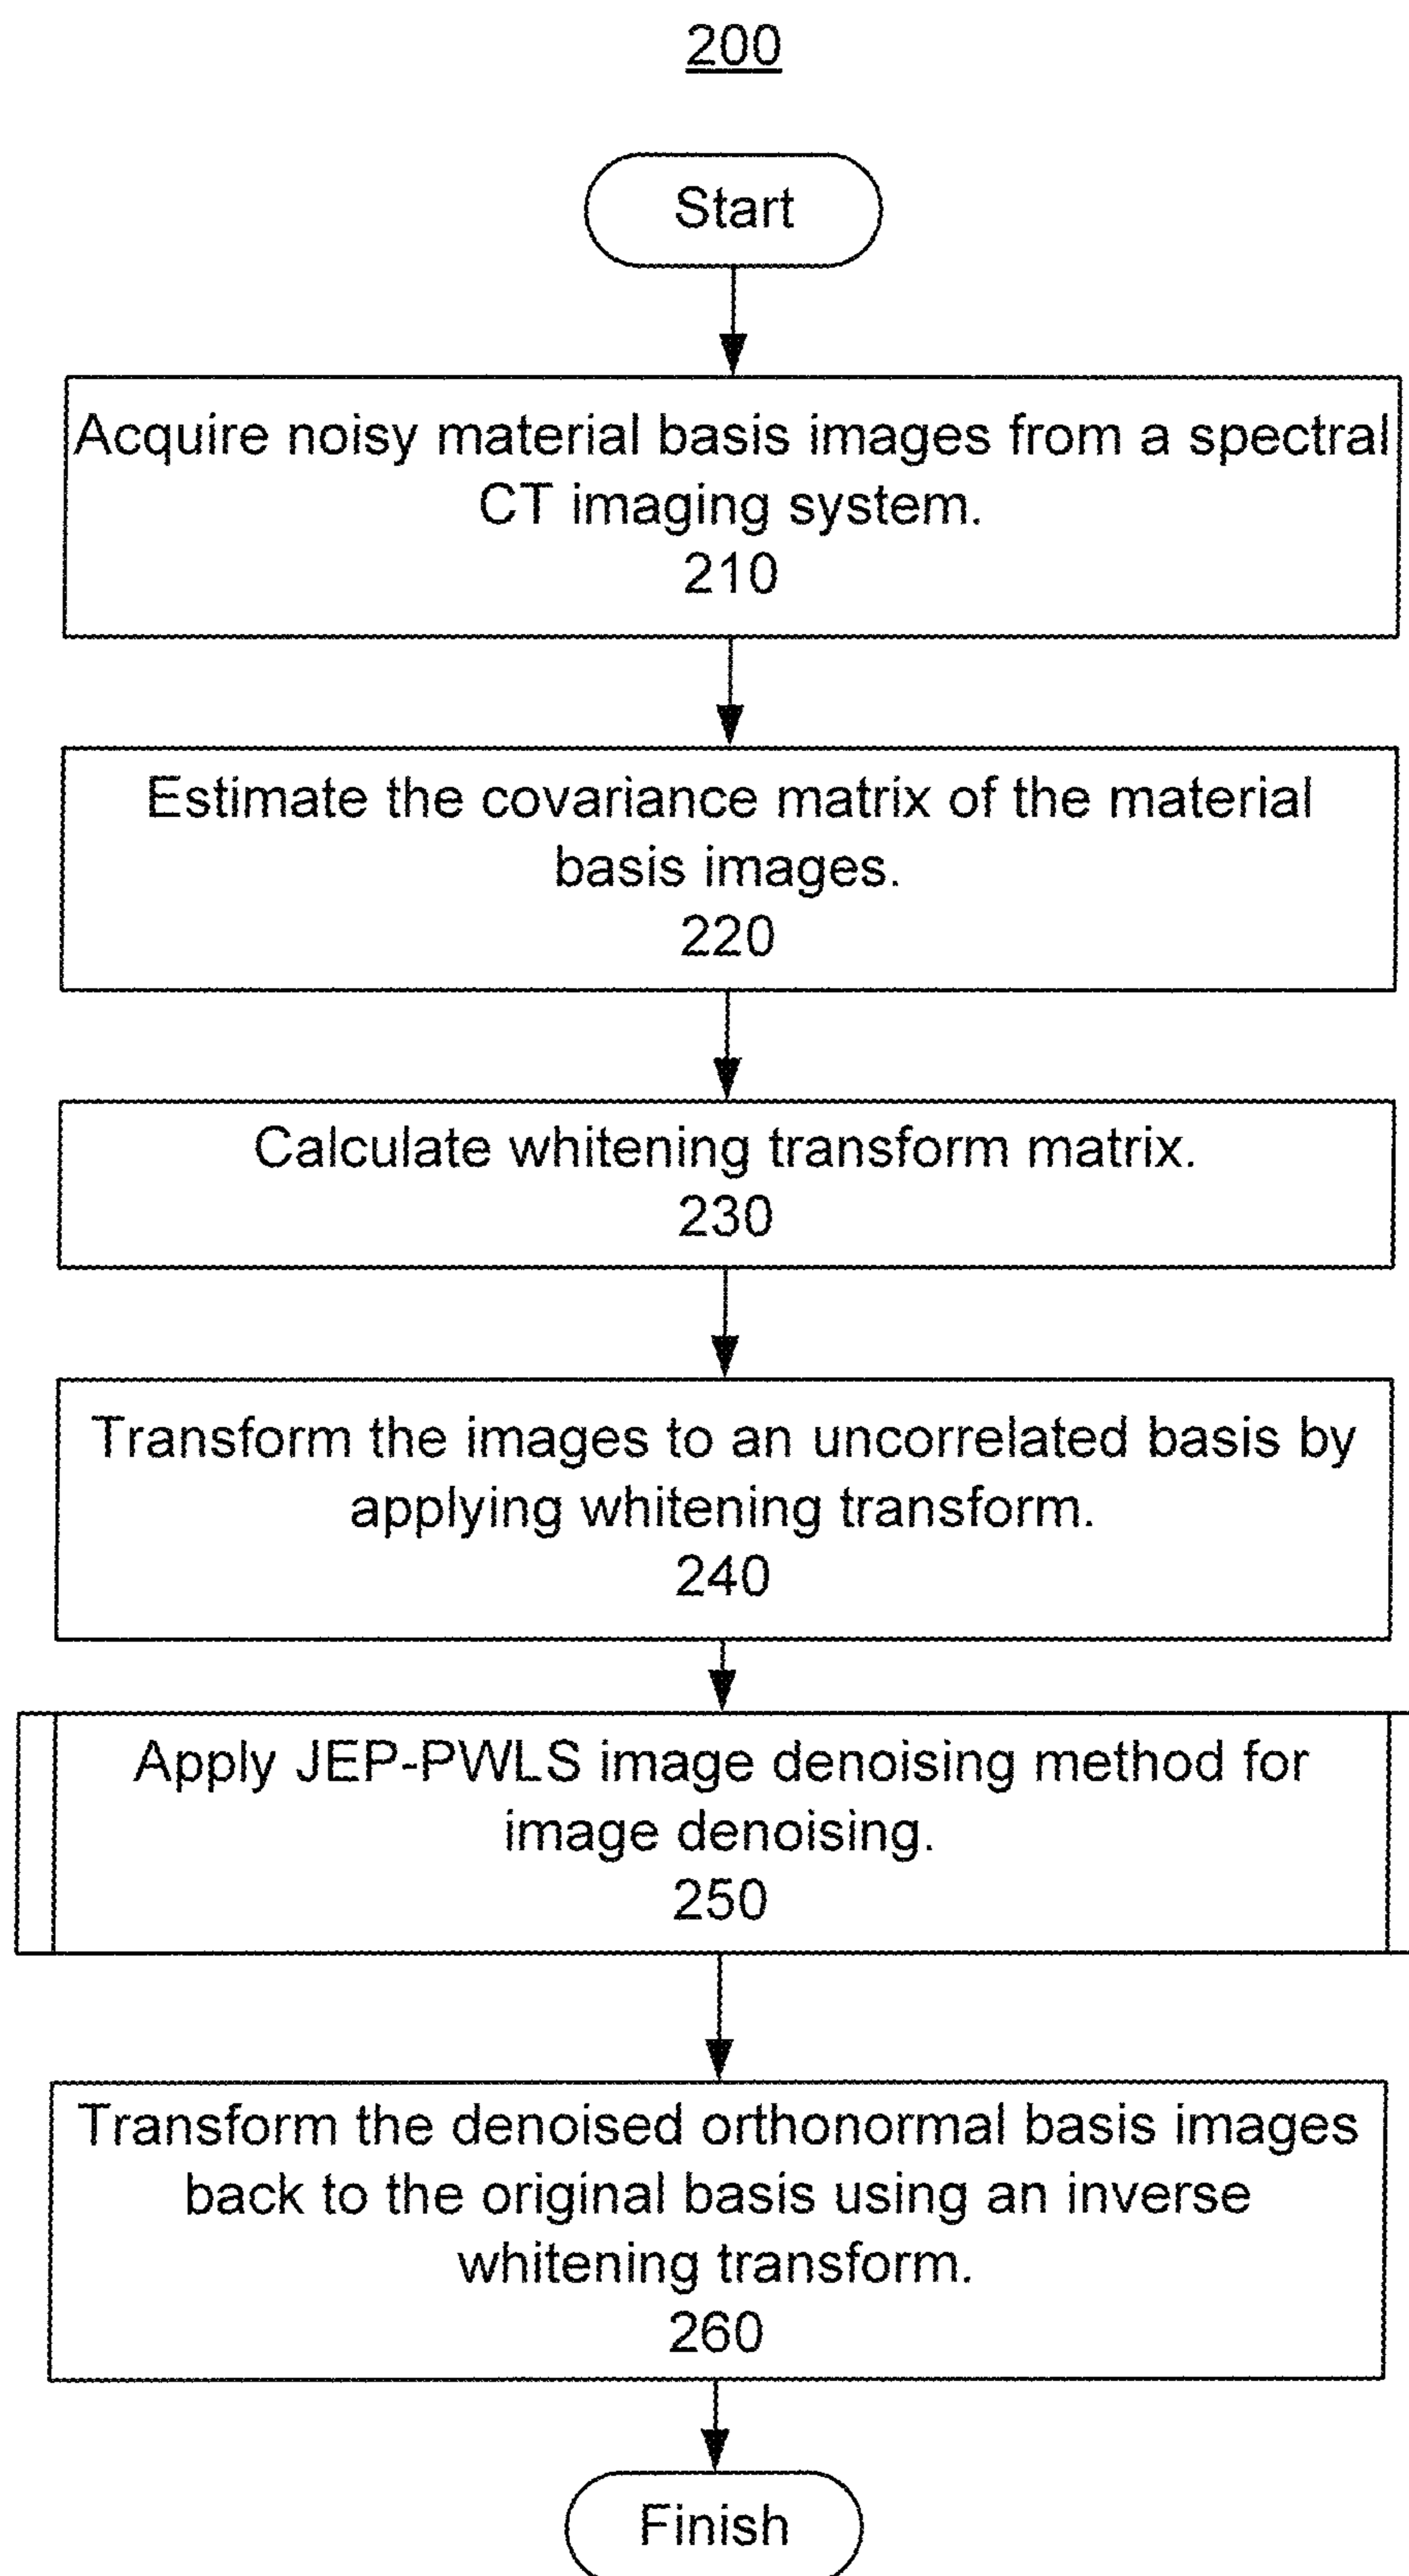 200
Start
Acquire noisy material basis images from a spectral
CT imaging system.
210
Estimate the covariance matrix of the material
basis images.
220
Calculate whitening transform matrix.
230
Transform the images to an uncorrelated basis by
applying whitening transform.
240
Apply JEP-PWLS image denoising method for
image denoising.
250
Transform the denoised orthonormal basis images
back to the original basis using an inverse
whitening transform.
260
Finish